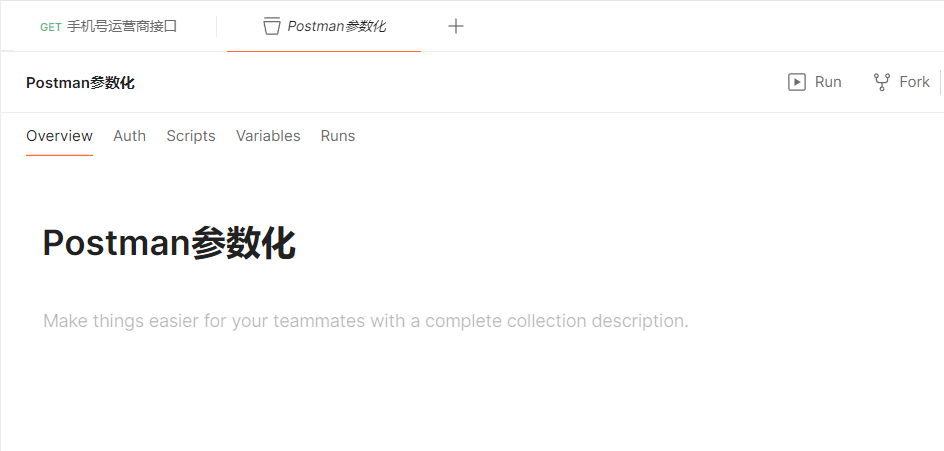 GET 手机号运营商接口 Postman参数化
Postman参数化 Run Fork
Overview Auth Scripts Variables Runs
Postman参数化
Make things easier for your teammates with a complete collection description.